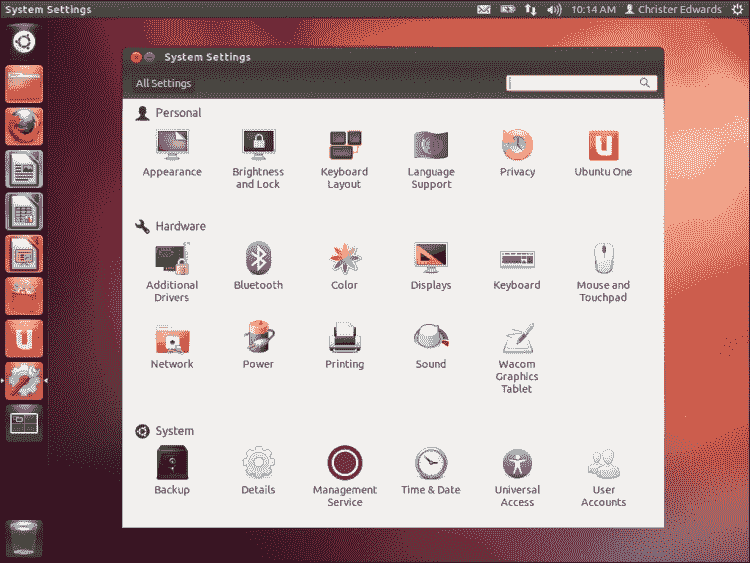 System Settings
10:14 AM
Christer Edwards
System Settings
All Settings
Personal
Appearance
Brightness
and Lock
Keyboard
Layout
Language
Support
Privacy
Ubuntu One
Hardware
Additional
Drivers
Bluetooth
Color
Displays
Keyboard
Mouse and
Touchpad
Network
Power
Printing
Sound
Wacom
Graphics
Tablet
System
Backup
Details
Management
Service
Time & Date
Universal
Access
User
Accounts